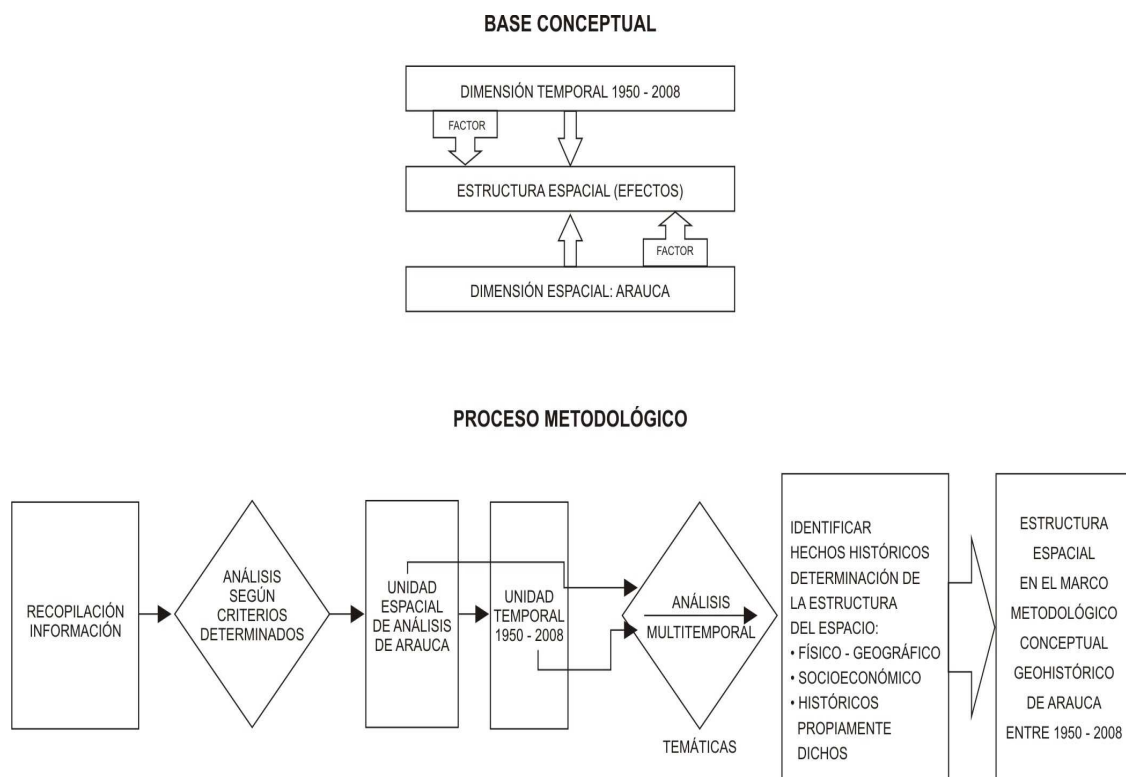 BASE CONCEPTUAL
DIMENSIÓN TEMPORAL 1950 - 2008
FACTOR
ESTRUCTURA ESPACIAL (EFECTOS)
FACTOR
DIMENSIÓN ESPACIAL: ARAUCA
PROCESO METODOLÓGICO
RECOPILACIÓN
INFORMACIÓN
ANÁLISIS
SEGÚN
CRITERIOS
DETERMINADOS
UNIDAD
ESPACIAL
DE ANÁLISIS
DE ARAUCA
UNIDAD
TEMPORAL
1950 - 2008
ANÁLISIS
MULTITEMPORAL
TEMÁTICAS
IDENTIFICAR
HECHOS HISTÓRICOS
DETERMINACIÓN DE
LA ESTRUCTURA
DEL ESPACIO:
• FÍSICO - GEOGRÁFICO
• SOCIOECONÓMICO
• HISTÓRICOS
PROPIAMENTE
DICHOS
ESTRUCTURA
ESPACIAL
EN EL MARCO
METODOLÓGICO
CONCEPTUAL
GEOHISTÓRICO
DE ARAUCA
ENTRE 1950 - 2008